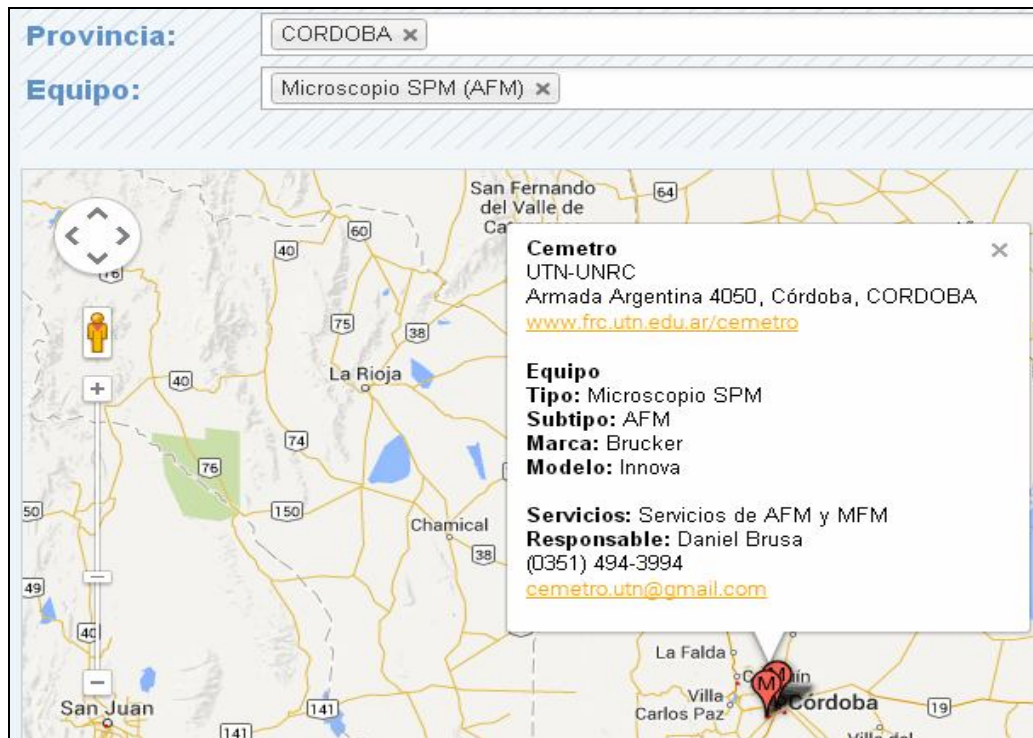 Provincia:
CORDOBA ×
Equipo:
Microscopio SPM (AFM) ×
San Fernando
del Valle de
64
60
40
Cemetro
UTN-UNRC
Armada Argentina 4050, Córdoba, CORDOBA
www.frc.utn.edu.ar/cemetro
75
38
40
La Rioja
Equipo
Tipo: Microscopio SPM
Subtipo: AFM
Marca: Brucker
Modelo: Innova
74
76
50
150
Chamical
38
Servicios: Servicios de AFM y MFM
Responsable: Daniel Brusa
(0351) 494-3994
cemetro.utn@gmail.com
49
40
La Falda
M
M
Villa
Carlos Paz
Córdoba
19
San Juan
141
141
Villa del